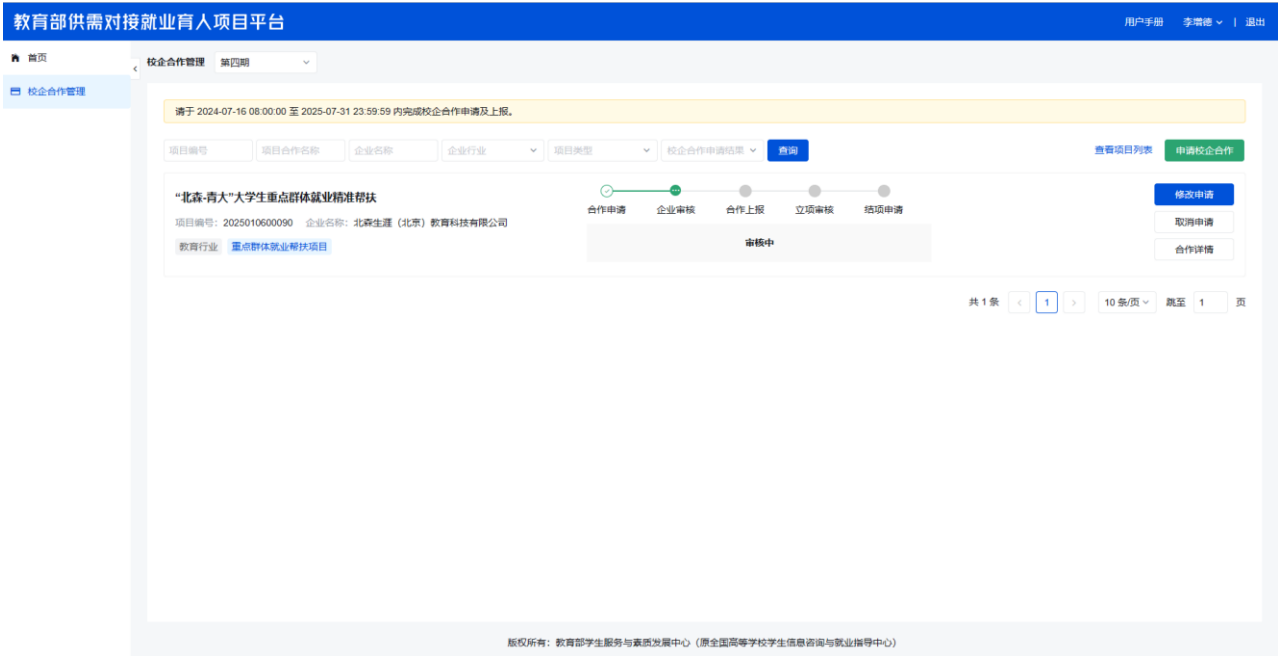 教育部供需对接就业育人项目平台
用户手册 李增德 | 退出
首页
校企合作管理
校企合作管理 第四期
请于 2024-07-16 08:00:00 至 2025-07-31 23:59:59 内完成校企合作申请及上报。
项目编号 项目合作名称 企业名称 企业行业 项目类型 校企合作申请结果 查询 查看项目列表 申请校企合作
“北森-青大”大学生重点群体就业精准帮扶
项目编号：2025010600090 企业名称：北森生涯（北京）教育科技有限公司
教育行业 重点群体就业帮扶项目
合作申请 企业审核 合作上报 立项审核 结项申请
审核中
修改申请
取消申请
合作详情
共 1 条 < 1 > 10 条/页 跳至 1 页
版权所有：教育部学生服务与素质发展中心（原全国高等学校学生信息咨询与就业指导中心）